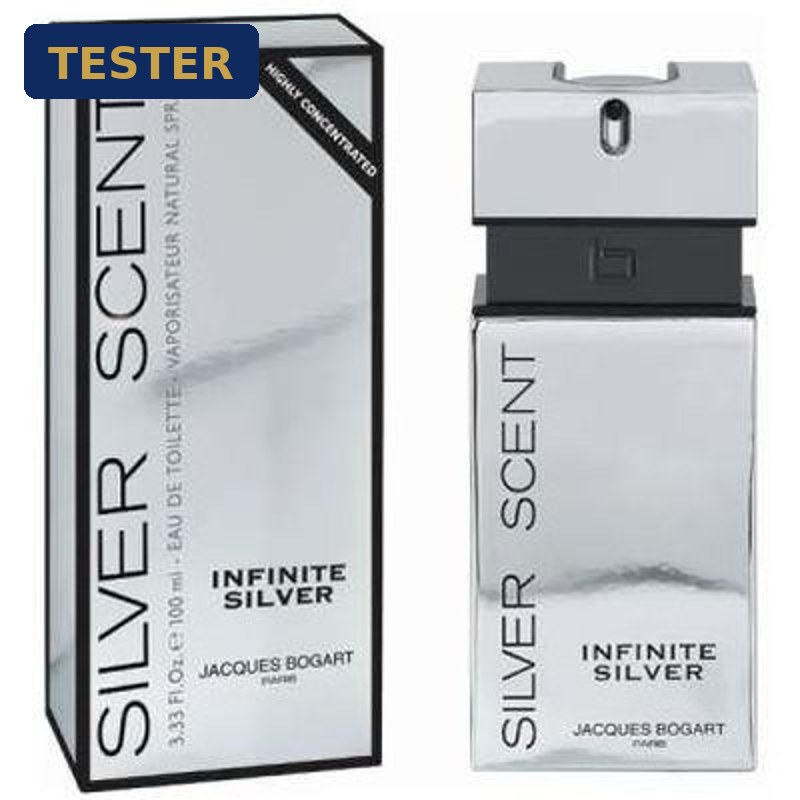 TESTER
HIGHLY CONCENTRATED
SILVER SCENT
3.33 Fl.Oz. ℮ 100 ml - EAU DE TOILETTE - VAPORISATEUR NATURAL SPR
INFINITE
SILVER
JACQUES BOGART
PARIS
SILVER SCENT
INFINITE
SILVER
JACQUES BOGART
PARIS